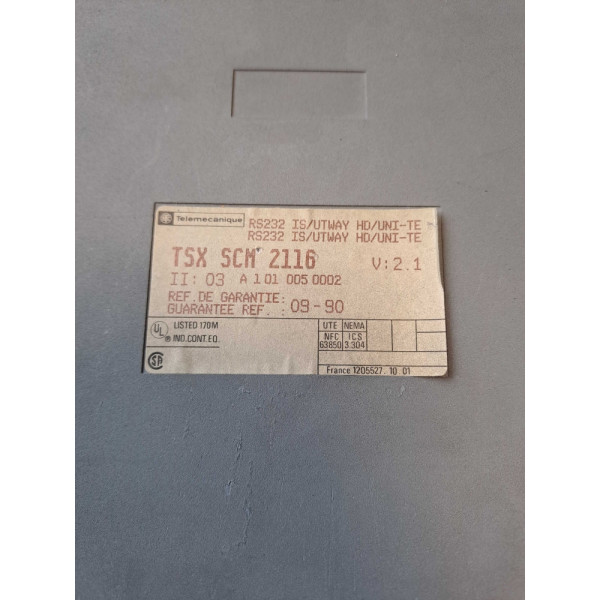 Telemecanique RS232 IS/UTWAY HD/UNI-TE
RS232 IS/UTWAY HD/UNI-TE
TSX SCM 2116 V: 2.1
II: 03 A 1 01 005 0002
REF. DE GARANTIE:
GUARANTEE REF. : 09-90
UL LISTED 170M
IND.CONT.EQ.
UTE NEMA
NFC ICS
63850 3.304
SA
France 1205527. 10 01